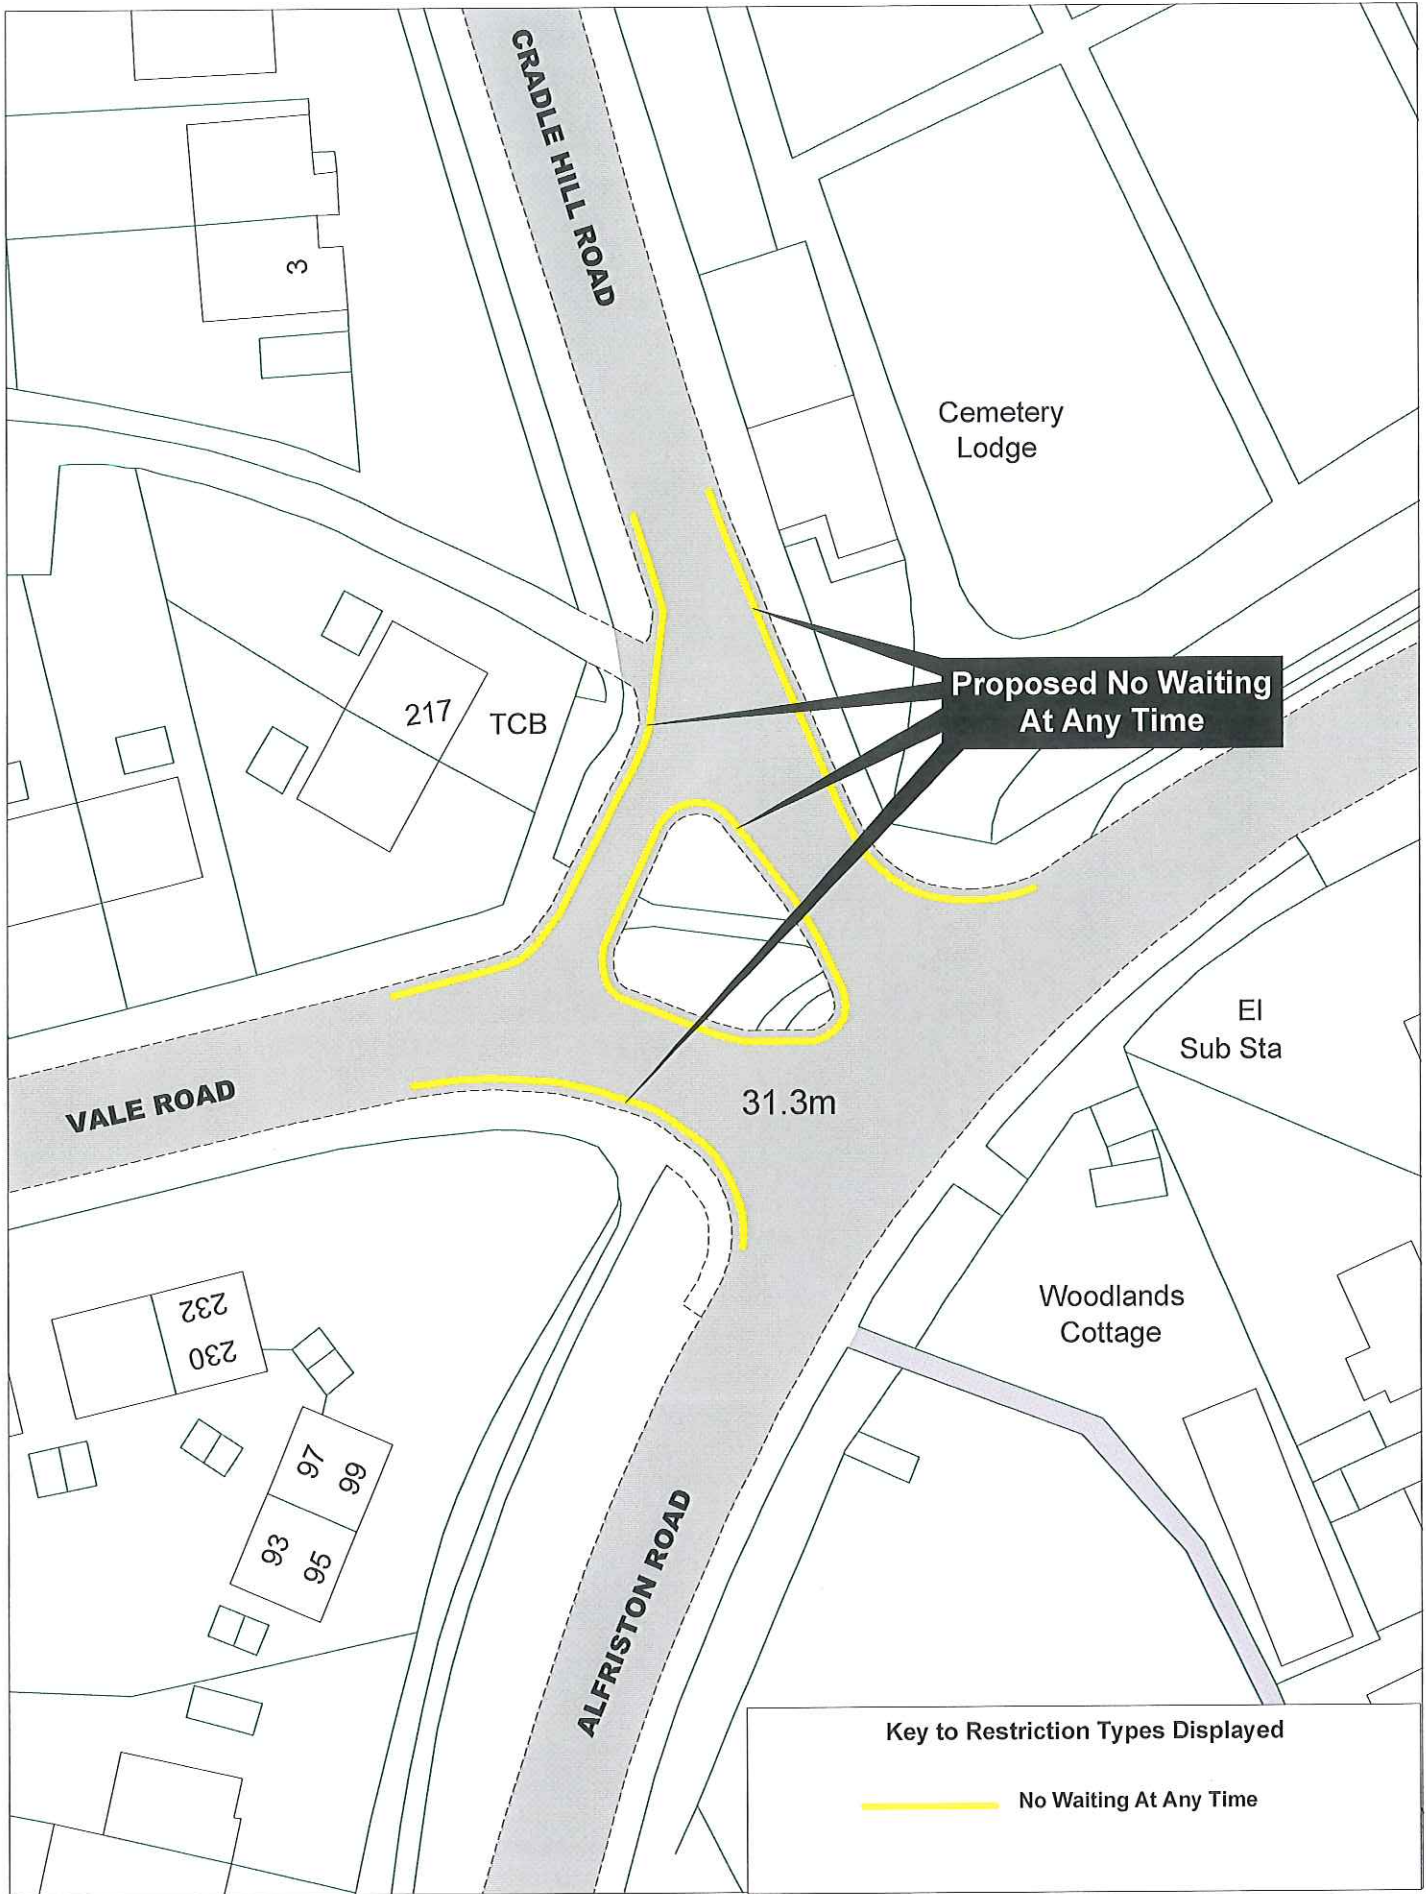 CRADLE HILL ROAD
3
Cemetery
Lodge
217
TCB
Proposed No Waiting
At Any Time
El
Sub Sta
31.3m
VALE ROAD
Woodlands
Cottage
232
230
97
99
93
95
ALFRISTON ROAD
Key to Restriction Types Displayed
No Waiting At Any Time